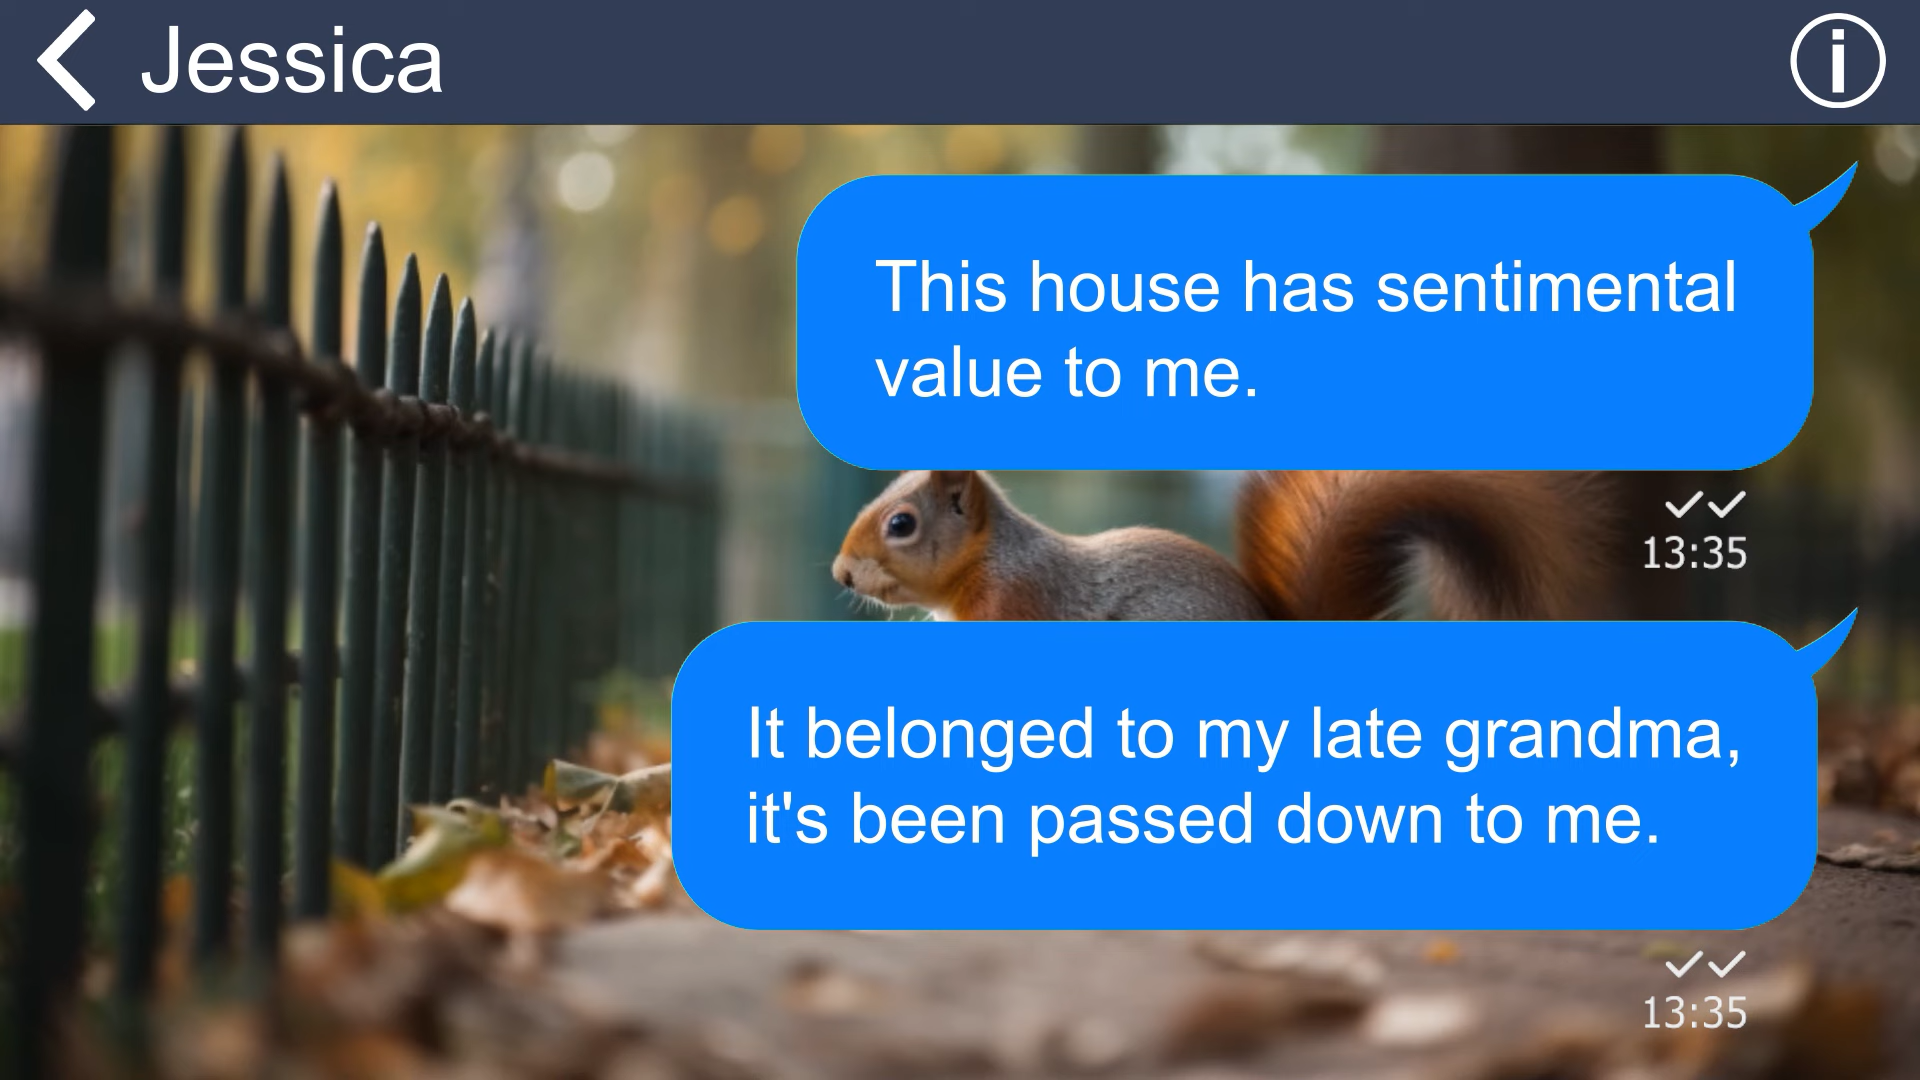 Jessica
This house has sentimental
value to me.
13:35
It belonged to my late grandma,
it's been passed down to me.
13:35